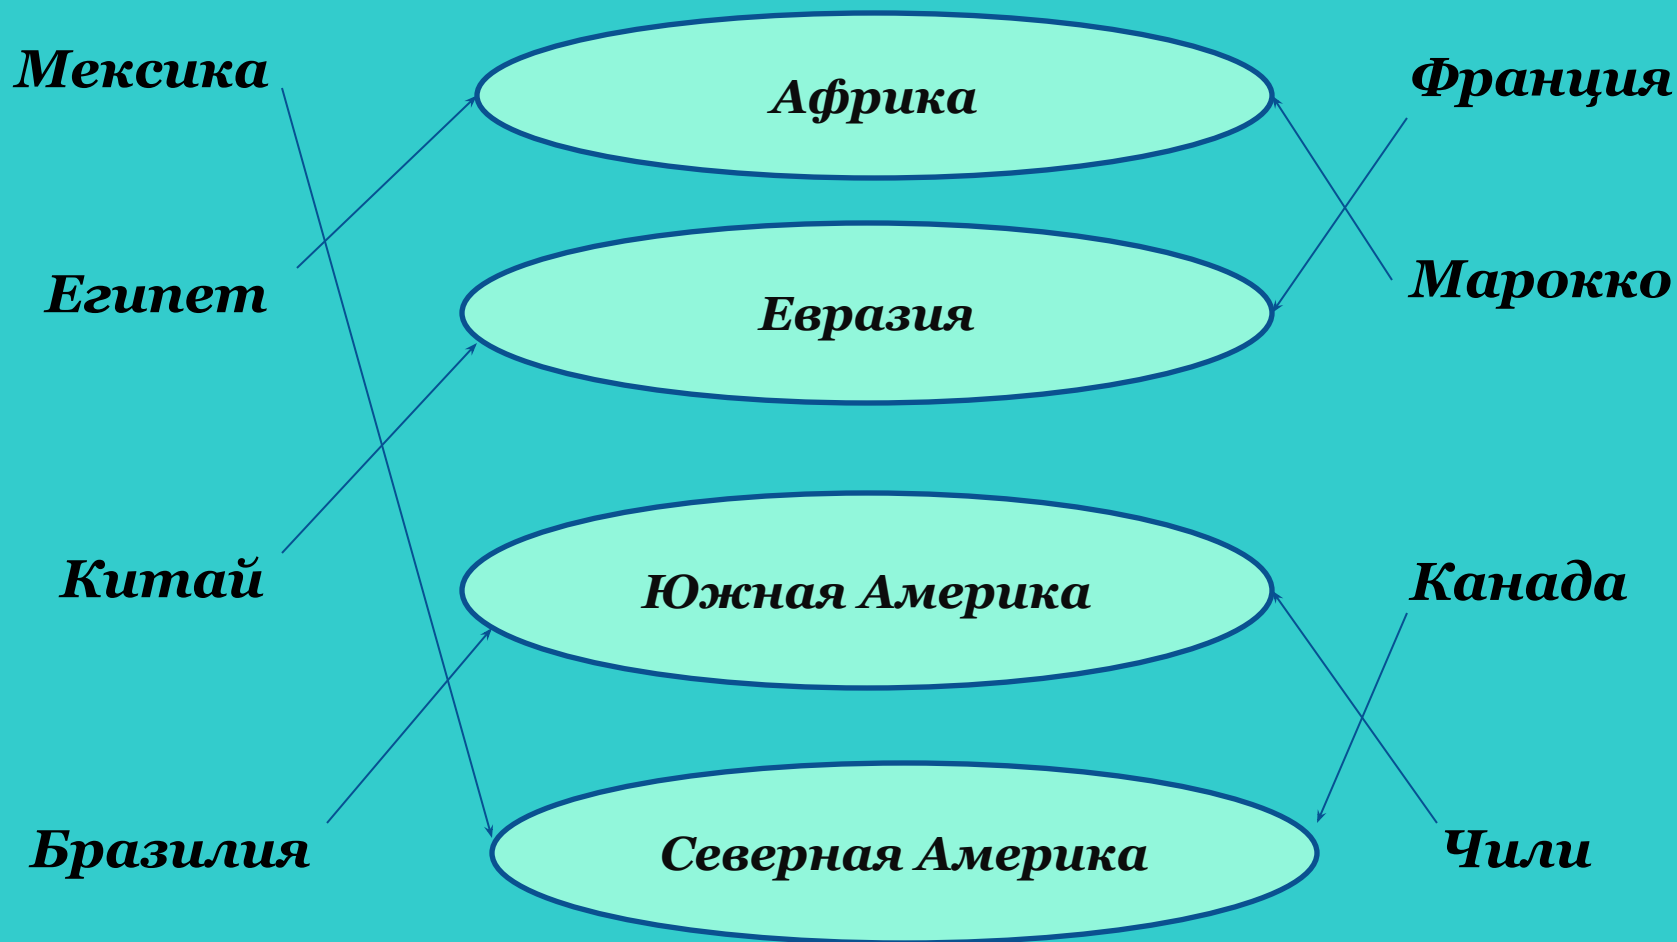 Мексика
Африка
Франция
Египет
Евразия
Марокко
Китай
Южная Америка
Канада
Бразилия
Северная Америка
Чили